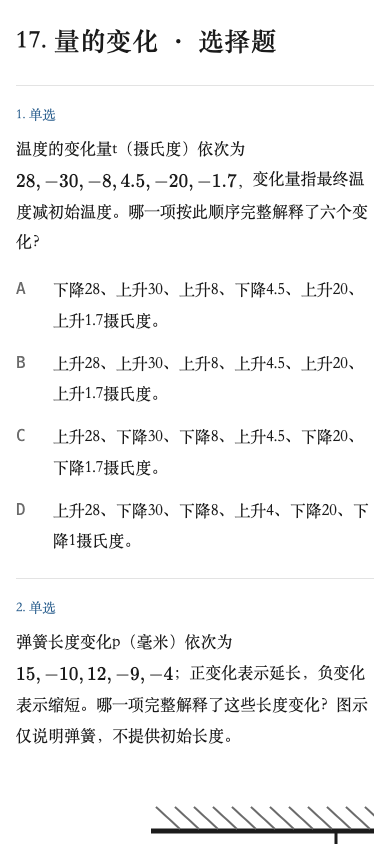 17. 量的变化 · 选择题
1. 单选
温度的变化量t（摄氏度）依次为
28, −30, −8, 4.5, −20, −1.7，变化量指最终温
度减初始温度。哪一项按此顺序完整解释了六个变
化？
A 下降28、上升30、上升8、下降4.5、上升20、
上升1.7摄氏度。
B 上升28、上升30、上升8、上升4.5、上升20、
上升1.7摄氏度。
C 上升28、下降30、下降8、上升4.5、下降20、
下降1.7摄氏度。
D 上升28、下降30、下降8、上升4、下降20、下
降1摄氏度。
2. 单选
弹簧长度变化p（毫米）依次为
15, −10, 12, −9, −4；正变化表示延长，负变化
表示缩短。哪一项完整解释了这些长度变化？图示
仅说明弹簧，不提供初始长度。